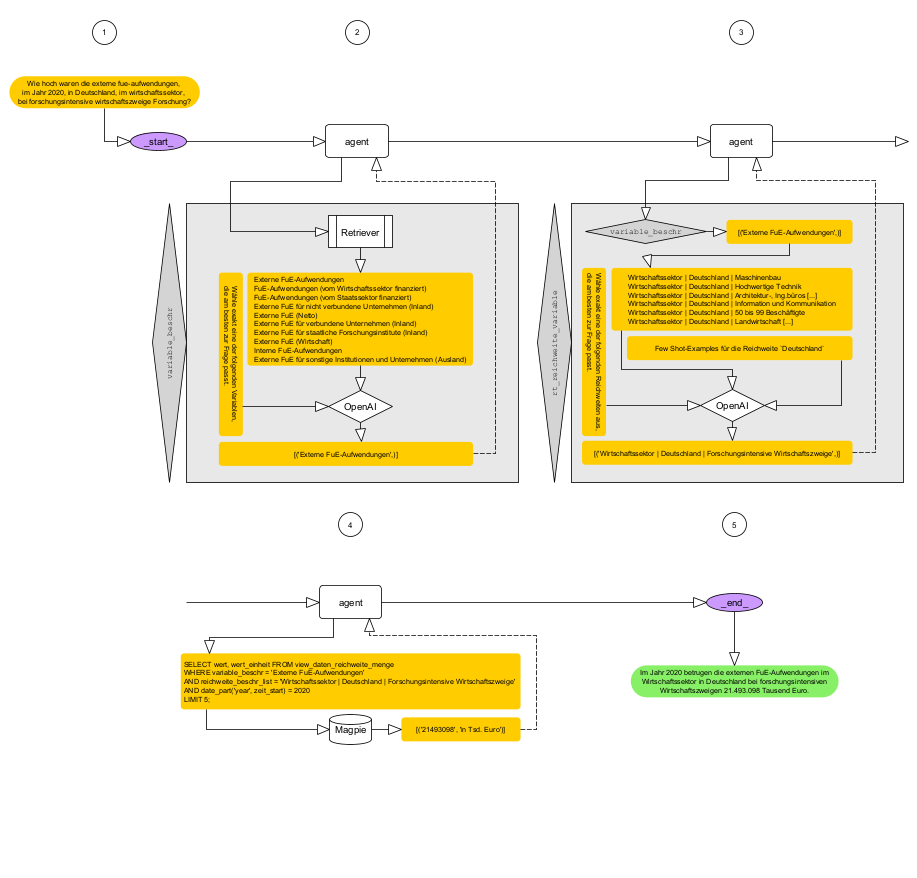 1
2
3
Wie hoch waren die externe fue-aufwendungen,
im Jahr 2020, in Deutschland, im wirtschaftssektor,
bei forschungsintensive wirtschaftszweige Forschung?
_start_
agent
agent
variable_beschr
Retriever
Wähle exakt eine der folgenden Variablen,
die am besten zur Frage passt.
Externe FuE-Aufwendungen
FuE-Aufwendungen (vom Wirtschaftssektor finanziert)
FuE-Aufwendungen (vom Staatssektor finanziert)
Externe FuE für nicht verbundene Unternehmen (Inland)
Externe FuE (Netto)
Externe FuE für verbundene Unternehmen (Inland)
Externe FuE für staatliche Forschungsinstitute (Inland)
Externe FuE (Wirtschaft)
Interne FuE-Aufwendungen
Externe FuE für sonstige Institutionen und Unternehmen (Ausland)
OpenAI
[('Externe FuE-Aufwendungen',)]
rt_reichweite_variable
variable_beschr
[('Externe FuE-Aufwendungen',)]
Wähle exakt eine der folgenden Reichweiten aus,
die am besten zur Frage passt.
Wirtschaftssektor | Deutschland | Maschinenbau
Wirtschaftssektor | Deutschland | Hochwertige Technik
Wirtschaftssektor | Deutschland | Architektur-, Ing.büros [...]
Wirtschaftssektor | Deutschland | Information und Kommunikation
Wirtschaftssektor | Deutschland | 50 bis 99 Beschäftigte
Wirtschaftssektor | Deutschland | Landwirtschaft [...]
Few Shot-Examples für die Reichweite `Deutschland`
OpenAI
[('Wirtschaftssektor | Deutschland | Forschungsintensive Wirtschaftszweige',)]
4
5
agent
_end_
SELECT wert, wert_einheit FROM view_daten_reichweite_menge
WHERE variable_beschr = 'Externe FuE-Aufwendungen'
AND reichweite_beschr_list = 'Wirtschaftssektor | Deutschland | Forschungsintensive Wirtschaftszweige'
AND date_part('year', zeit_start) = 2020
LIMIT 5;
Magpie
[('21493098', 'in Tsd. Euro')]
Im Jahr 2020 betrugen die externen FuE-Aufwendungen im
Wirtschaftssektor in Deutschland bei forschungsintensiven
Wirtschaftszweigen 21.493.098 Tausend Euro.